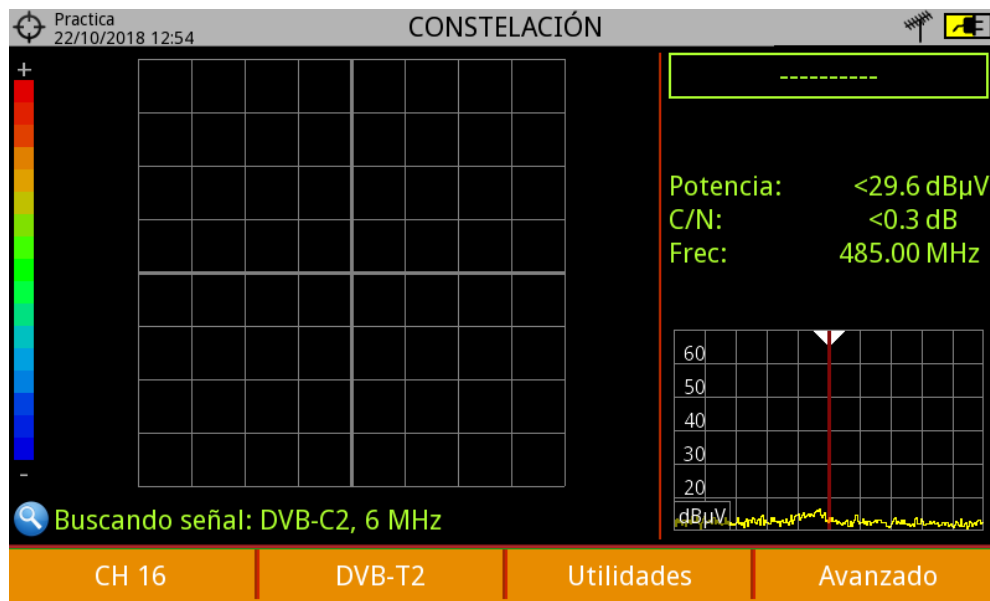 Practica
22/10/2018 12:54
CONSTELACIÓN
+
-
----------
Potencia: <29.6 dBµV
C/N: <0.3 dB
Frec: 485.00 MHz
60
50
40
30
20
dBµV
Buscando señal: DVB-C2, 6 MHz
CH 16
DVB-T2
Utilidades
Avanzado